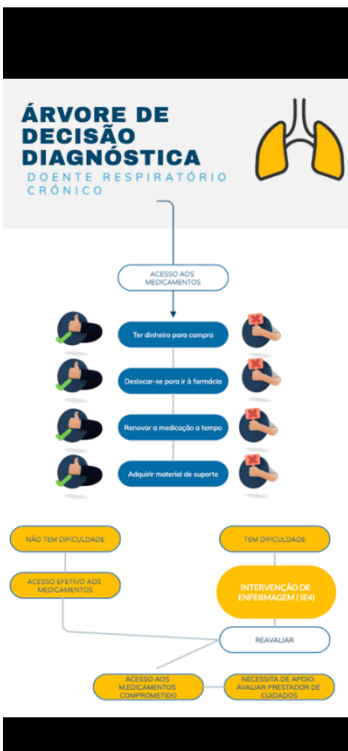 ÁRVORE DE
DECISÃO
DIAGNÓSTICA
DOENTE RESPIRATÓRIO
CRÓNICO
ACESSO AOS
MEDICAMENTOS
Ter dinheiro para compra
Deslocar-se para ir à farmácia
Renovar a medicação a tempo
Adquirir material de suporte
NÃO TEM DIFICULDADE
TEM DIFICULDADE
ACESSO EFETIVO AOS
MEDICAMENTOS
INTERVENÇÃO DE
ENFERMAGEM ( IE4)
REAVALIAR
ACESSO AOS
MEDICAMENTOS
COMPROMETIDO
NECESSITA DE APOIO:
AVALIAR PRESTADOR DE
CUIDADOS